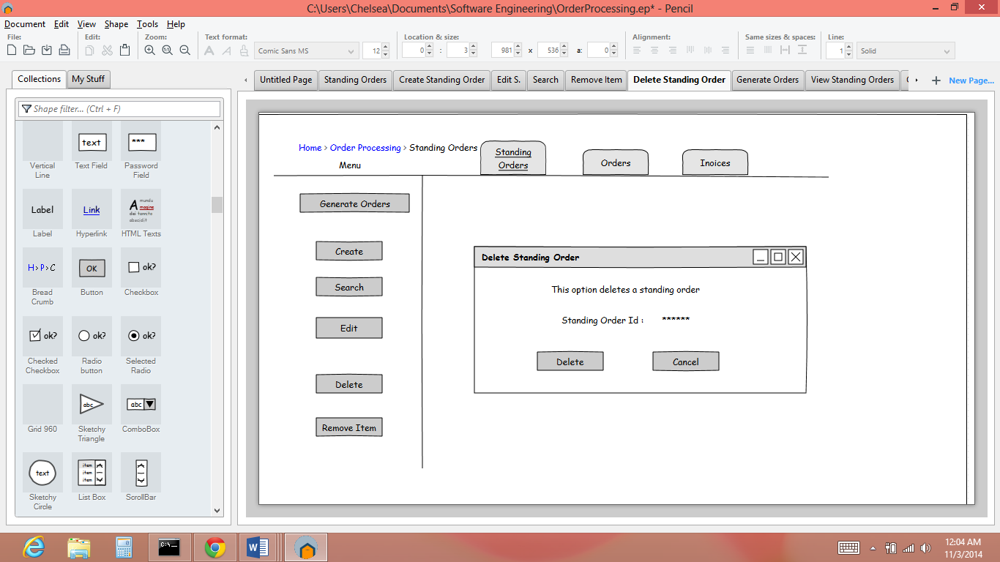 C:\Users\Chelsea\Documents\Software Engineering\OrderProcessing.ep* - Pencil
Document Edit View Shape Tools Help
File: Edit: Zoom: Text format: Location & size: Alignment: Same sizes & spaces: Line:
Comic Sans MS 12 0 : 3 981 x 536 a: 0 1 Solid
Collections My Stuff
Untitled Page Standing Orders Create Standing Order Edit S. Search Remove Item Delete Standing Order Generate Orders View Standing Orders New Page...
Shape filter... (Ctrl + F)
text ***
Vertical Line Text Field Password Field
Label Link A mundu magine dei tannito abucidit
Label Hyperlink HTML Texts
H>P>C OK ok?
Bread Crumb Button Checkbox
ok? ok? ok?
Checked Checkbox Radio button Selected Radio
abc abc
Grid 960 Sketchy Triangle ComboBox
text item item item
Sketchy Circle List Box ScrollBar
Home > Order Processing > Standing Orders
Menu
Standing
Orders
Orders
Inoices
Generate Orders
Create
Search
Edit
Delete
Remove Item
Delete Standing Order
This option deletes a standing order
Standing Order Id : ******
Delete Cancel
C:\
12:04 AM
11/3/2014